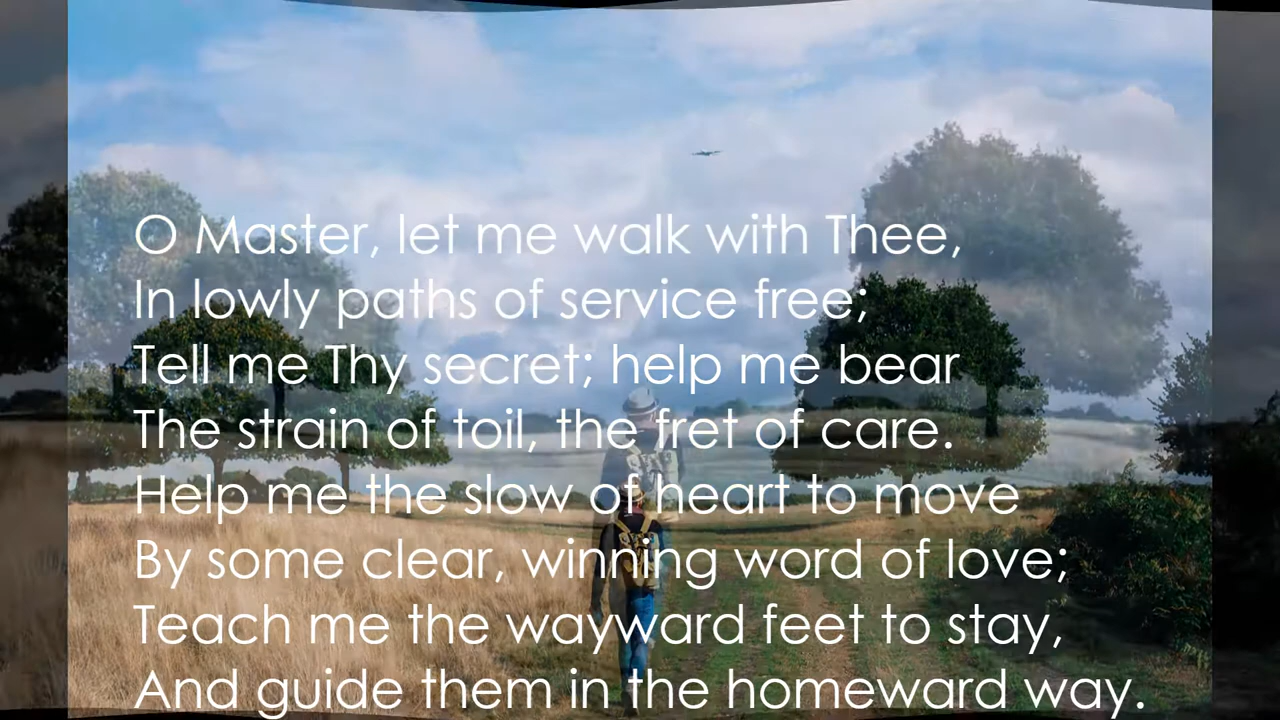 O Master, let me walk with Thee,
In lowly paths of service free;
Tell me Thy secret; help me bear
The strain of toil, the fret of care.
Help me the slow of heart to move
By some clear, winning word of love;
Teach me the wayward feet to stay,
And guide them in the homeward way.